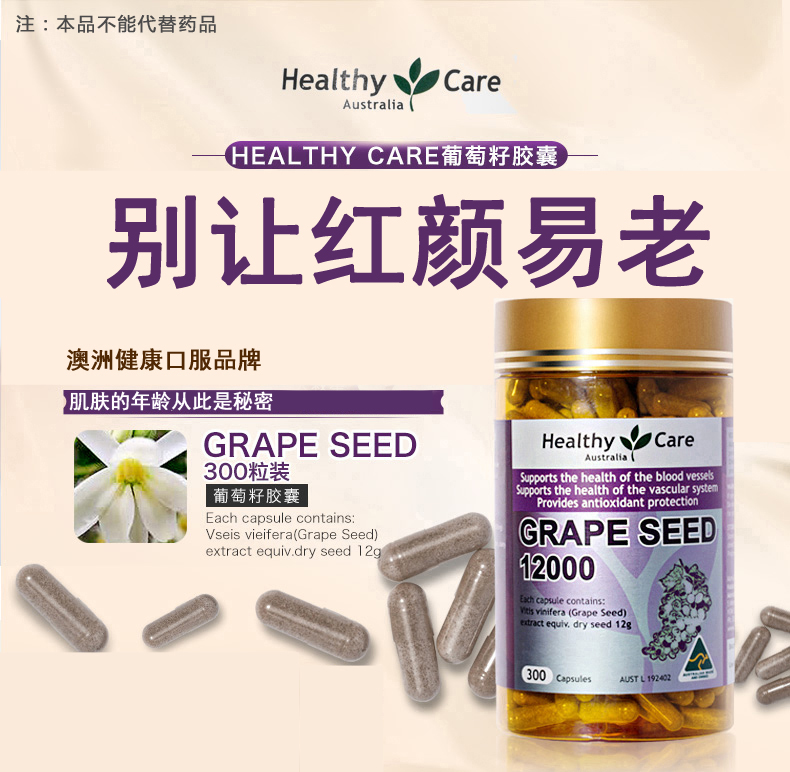 注：本品不能代替药品
Healthy Care
Australia
HEALTHY CARE葡萄籽胶囊
别让红颜易老
澳洲健康口服品牌
肌肤的年龄从此是秘密
GRAPE SEED
300粒装
葡萄籽胶囊
Each capsule contains:
Vseis vieifera(Grape Seed)
extract equiv.dry seed 12g
Healthy Care
Australia
Supports the health of the blood vessels
Supports the health of the vascular system
Provides antioxidant protection
GRAPE SEED
12000
Each capsule contains:
Vitis vinifera (Grape Seed)
extract equiv. dry seed 12g
300 Capsules
AUST L 192402